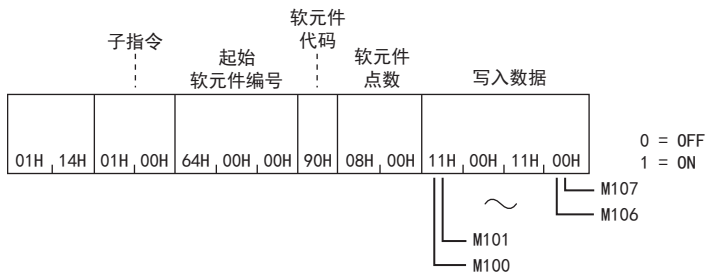 子指令
起始
软元件编号
软元件
代码
软元件
点数
写入数据
01H 14H 01H 00H 64H 00H 00H 90H 08H 00H 11H 00H 11H 00H
0 = OFF
1 = ON
M107
M106
M101
M100